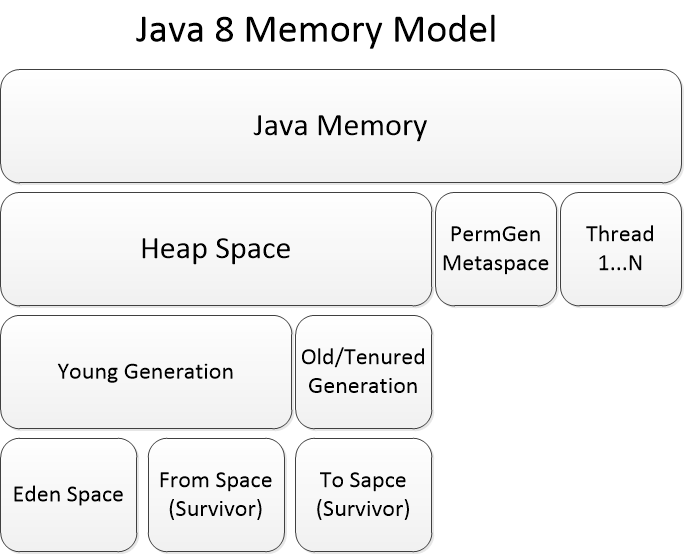 Java 8 Memory Model
Java Memory
Heap Space
PermGen
Metaspace
Thread
1...N
Young Generation
Old/Tenured
Generation
Eden Space
From Space
(Survivor)
To Sapce
(Survivor)